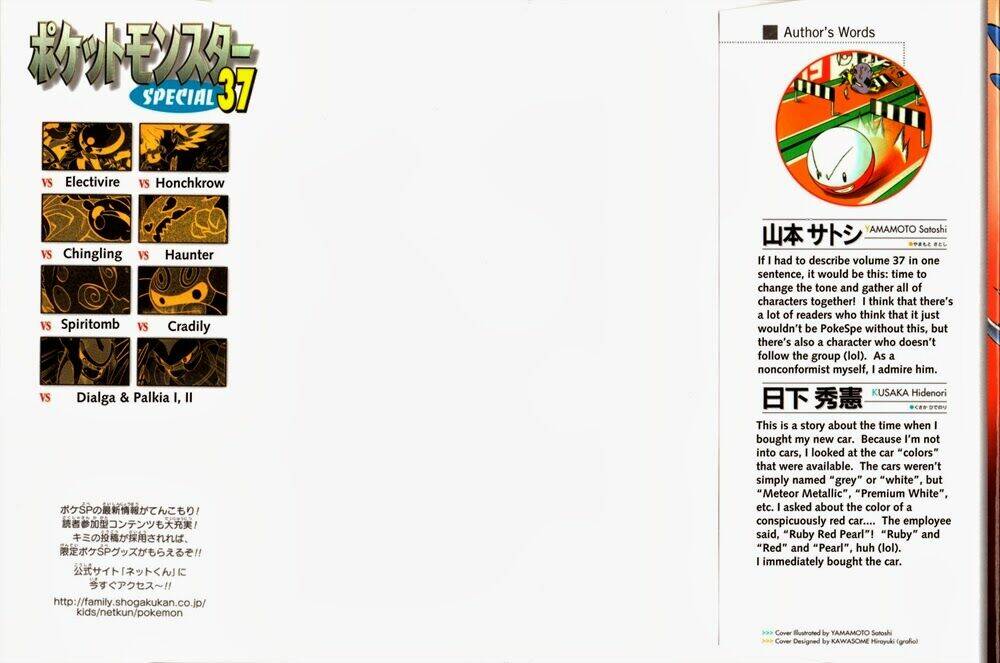 ポケットモンスター
SPECIAL 37
VS Electivire
VS Honchkrow
VS Chingling
VS Haunter
VS Spiritomb
VS Cradily
VS Dialga & Palkia I, II
ポケSPの最新情報がてんこもり!
読者参加型コンテンツも大充実!
キミの投稿が採用されれば、
限定ポケSPグッズがもらえるぞ!!
公式サイト「ネットくん」に
今すぐアクセス〜!!
http://family.shogakukan.co.jp/
kids/netkun/pokemon
Author's Words
山本 サトシ YAMAMOTO Satoshi
やまもと さとし
If I had to describe volume 37 in one
sentence, it would be this: time to
change the tone and gather all of
characters together! I think that there's
a lot of readers who think that it just
wouldn't be PokeSpe without this, but
there's also a character who doesn't
follow the group (lol). As a
nonconformist myself, I admire him.
日下 秀憲 KUSAKA Hidenori
くさか ひでのり
This is a story about the time when I
bought my new car. Because I'm not
into cars, I looked at the car "colors"
that were available. The cars weren't
simply named "grey" or "white", but
"Meteor Metallic", "Premium White",
etc. I asked about the color of a
conspicuously red car.... The employee
said, "Ruby Red Pearl"! "Ruby" and
"Red" and "Pearl", huh (lol).
I immediately bought the car.
>>> Cover Illustrated by YAMAMOTO Satoshi
>>> Cover Designed by KAWASOME Hirayuki (grafio)